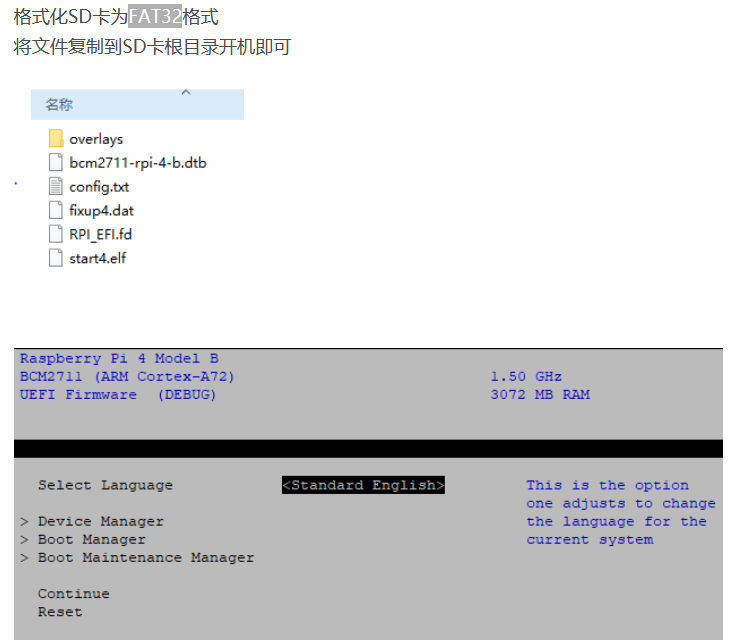 格式化SD卡为FAT32格式
将文件复制到SD卡根目录开机即可
名称
overlays
bcm2711-rpi-4-b.dtb
config.txt
fixup4.dat
RPI_EFI.fd
start4.elf
Raspberry Pi 4 Model B
BCM2711 (ARM Cortex-A72) 1.50 GHz
UEFI Firmware (DEBUG) 3072 MB RAM
Select Language <Standard English> This is the option
one adjusts to change
> Device Manager the language for the
> Boot Manager current system
> Boot Maintenance Manager
Continue
Reset